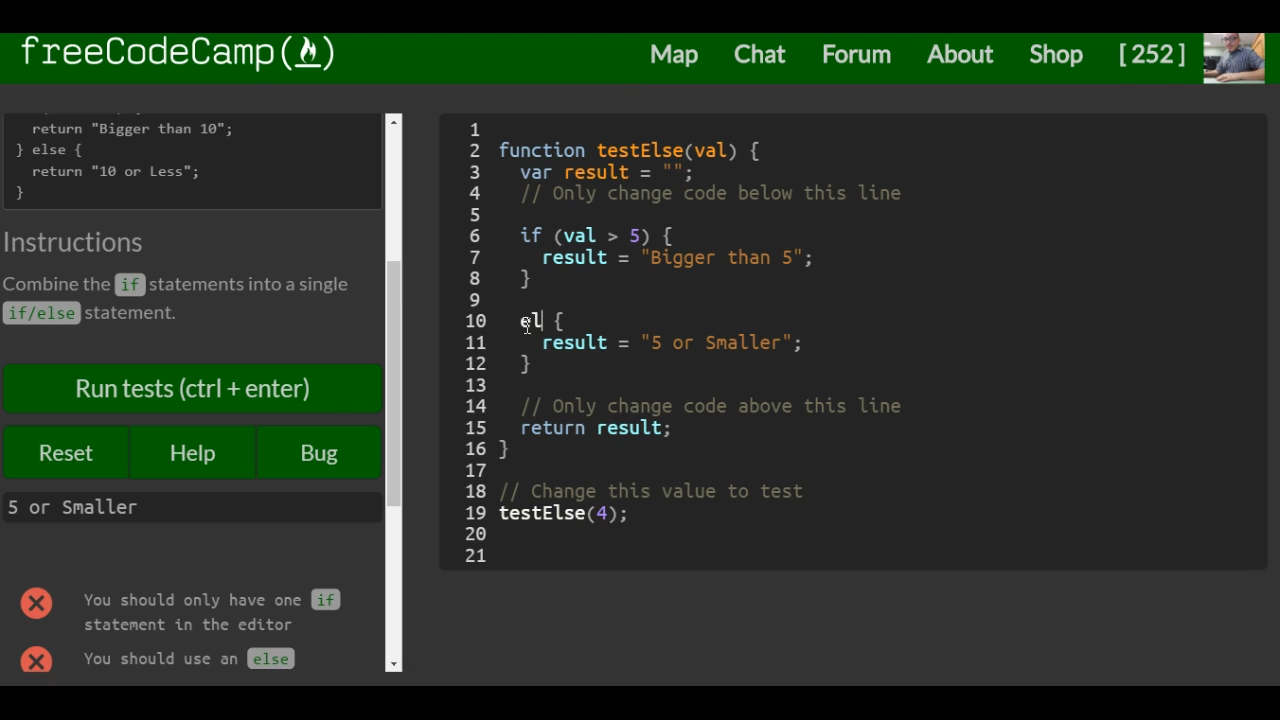 freeCodeCamp(🔥)
Map Chat Forum About Shop [ 252 ]
return "Bigger than 10";
} else {
return "10 or Less";
}
Instructions
Combine the if statements into a single
if/else statement.
Run tests (ctrl + enter)
Reset Help Bug
5 or Smaller
You should only have one if
statement in the editor
You should use an else
1
2 function testElse(val) {
3 var result = "";
4 // Only change code below this line
5
6 if (val > 5) {
7 result = "Bigger than 5";
8 }
9
10 el {
11 result = "5 or Smaller";
12 }
13
14 // Only change code above this line
15 return result;
16 }
17
18 // Change this value to test
19 testElse(4);
20
21